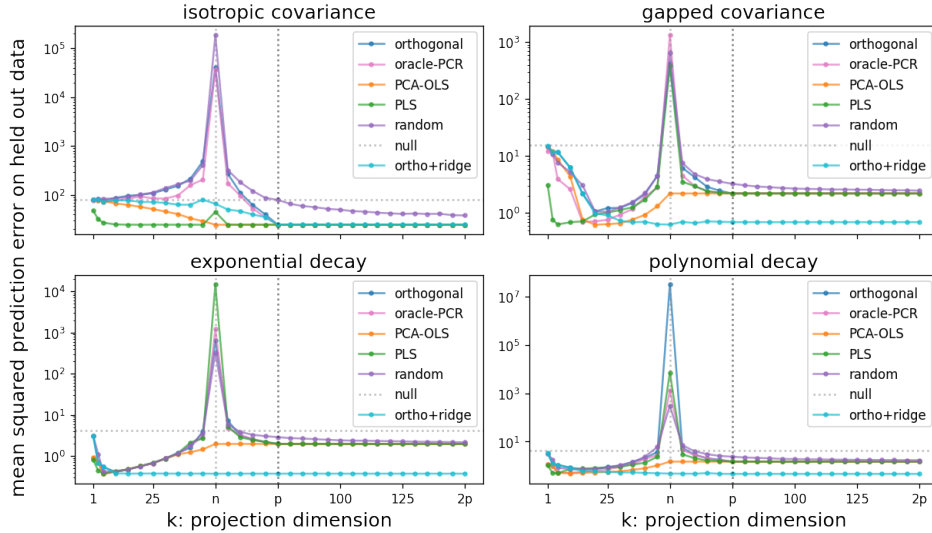 isotropic covariance
gapped covariance
mean squared prediction error on held out data
10^5
10^4
10^3
10^2
orthogonal
oracle-PCR
PCA-OLS
PLS
random
null
ortho+ridge
10^3
10^2
10^1
10^0
orthogonal
oracle-PCR
PCA-OLS
PLS
random
null
ortho+ridge
1 25 n p 100 125 2p
1 25 n p 100 125 2p
exponential decay
polynomial decay
10^4
10^3
10^2
10^1
10^0
orthogonal
oracle-PCR
PCA-OLS
PLS
random
null
ortho+ridge
10^7
10^5
10^3
10^1
orthogonal
oracle-PCR
PCA-OLS
PLS
random
null
ortho+ridge
k: projection dimension
k: projection dimension